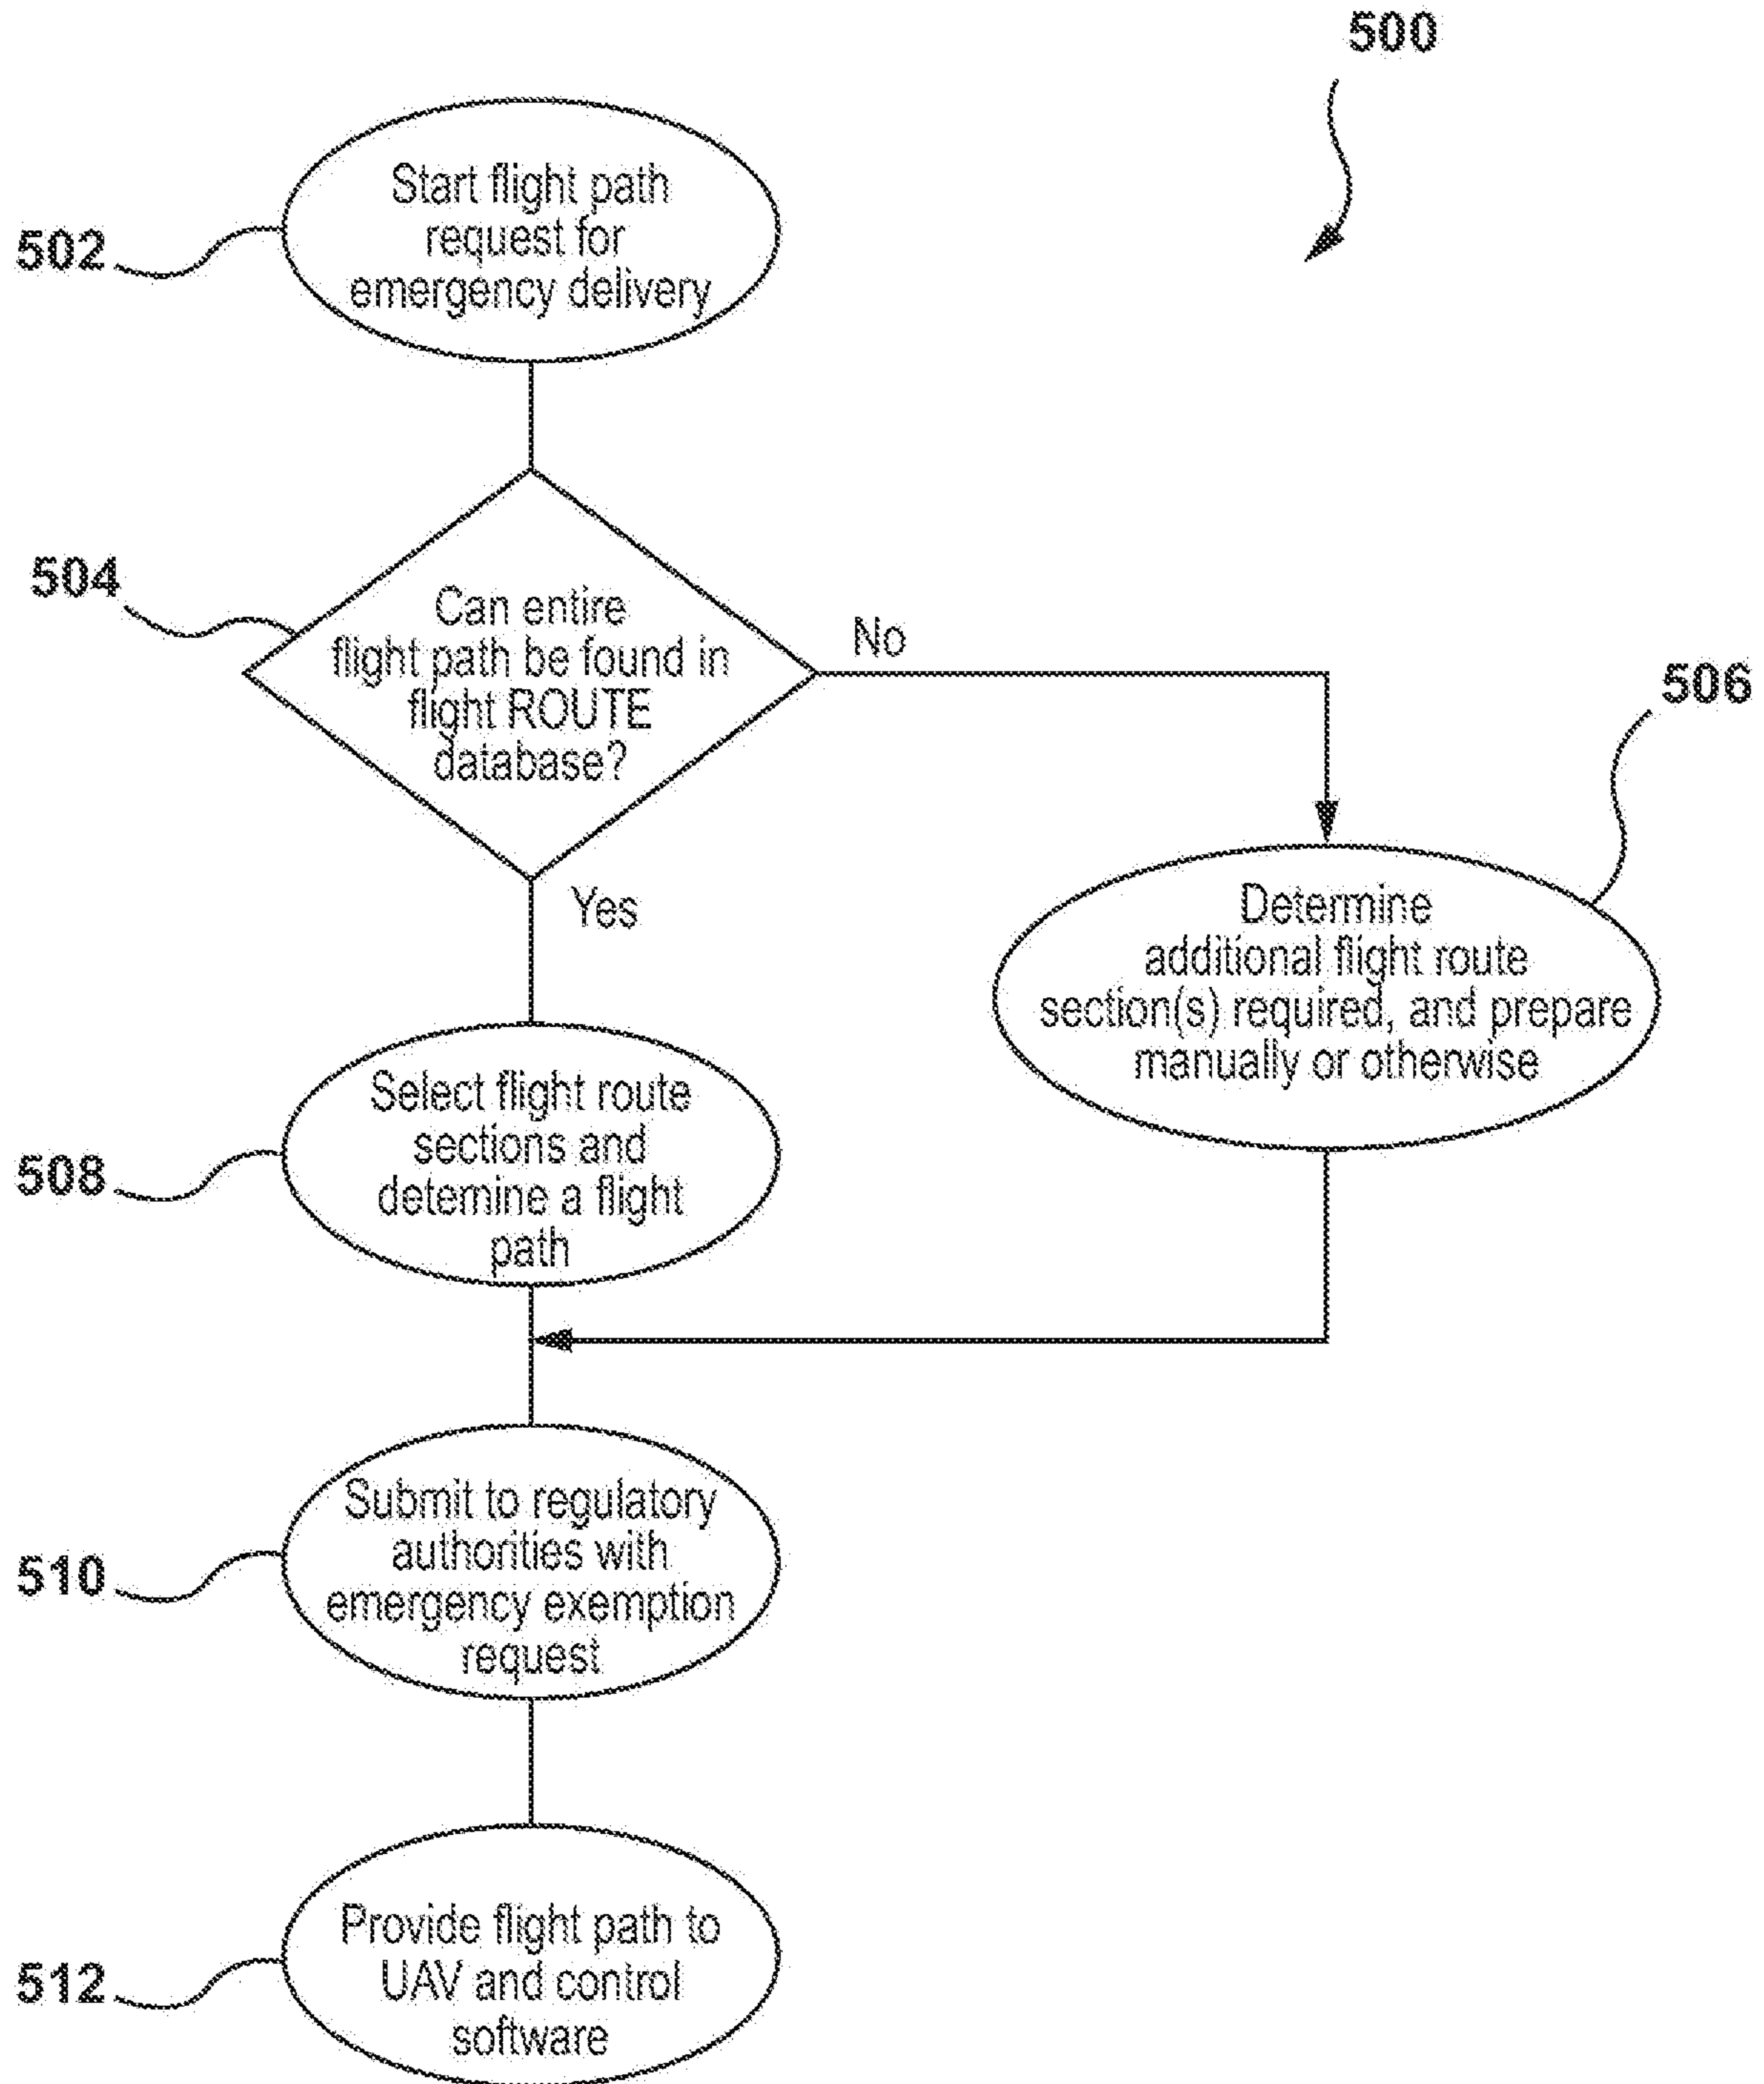 500
502
Start flight path
request for
emergency delivery
504
Can entire
flight path be found in
flight ROUTE
database?
No
Yes
506
Determine
additional flight route
section(s) required, and prepare
manually or otherwise
508
Select flight route
sections and
detemine a flight
path
510
Submit to regulatory
authorities with
emergency exemption
request
512
Provide flight path to
UAV and control
software